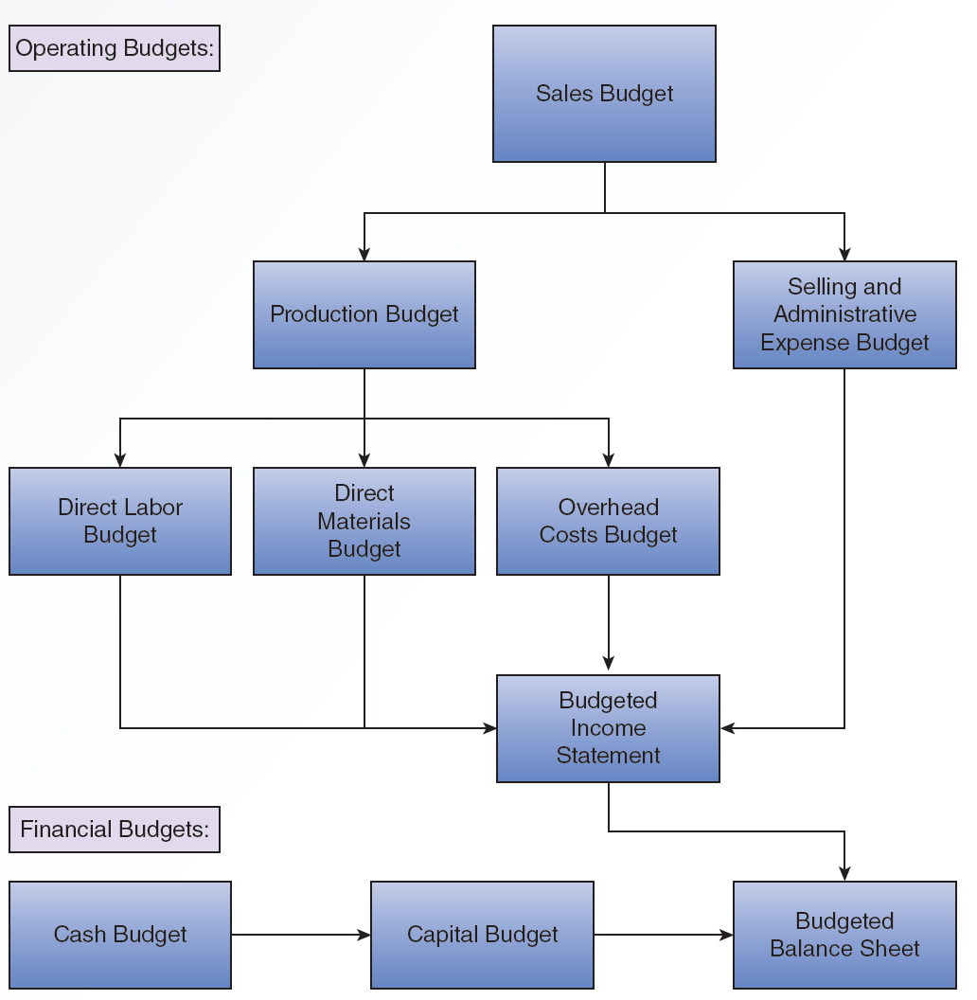 Operating Budgets:
Sales Budget
Production Budget
Selling and
Administrative
Expense Budget
Direct Labor
Budget
Direct
Materials
Budget
Overhead
Costs Budget
Budgeted
Income
Statement
Financial Budgets:
Cash Budget
Capital Budget
Budgeted
Balance Sheet